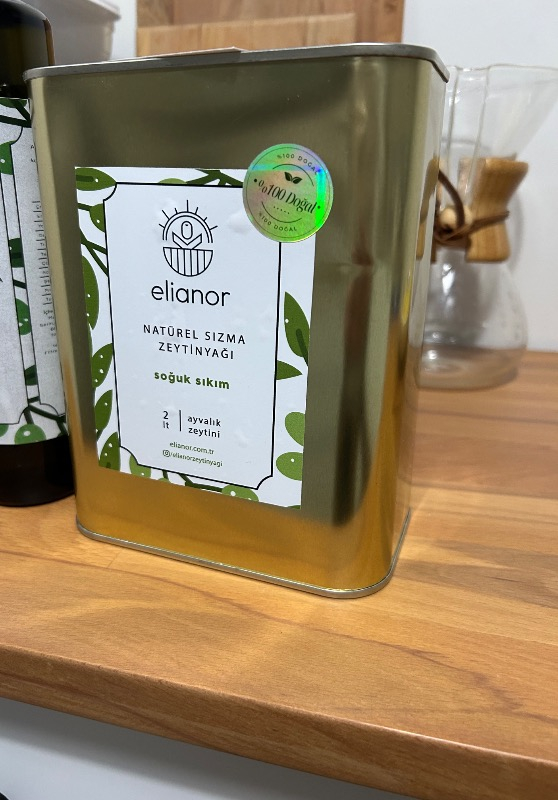 elianor
NATÜREL SIZMA
ZEYTİNYAĞI
soğuk sıkım
2
lt
ayvalık
zeytini
elianor.com.tr
/elianorzeytinyagi
%100 DOĞAL
%100 Doğal
%100 DOĞAL